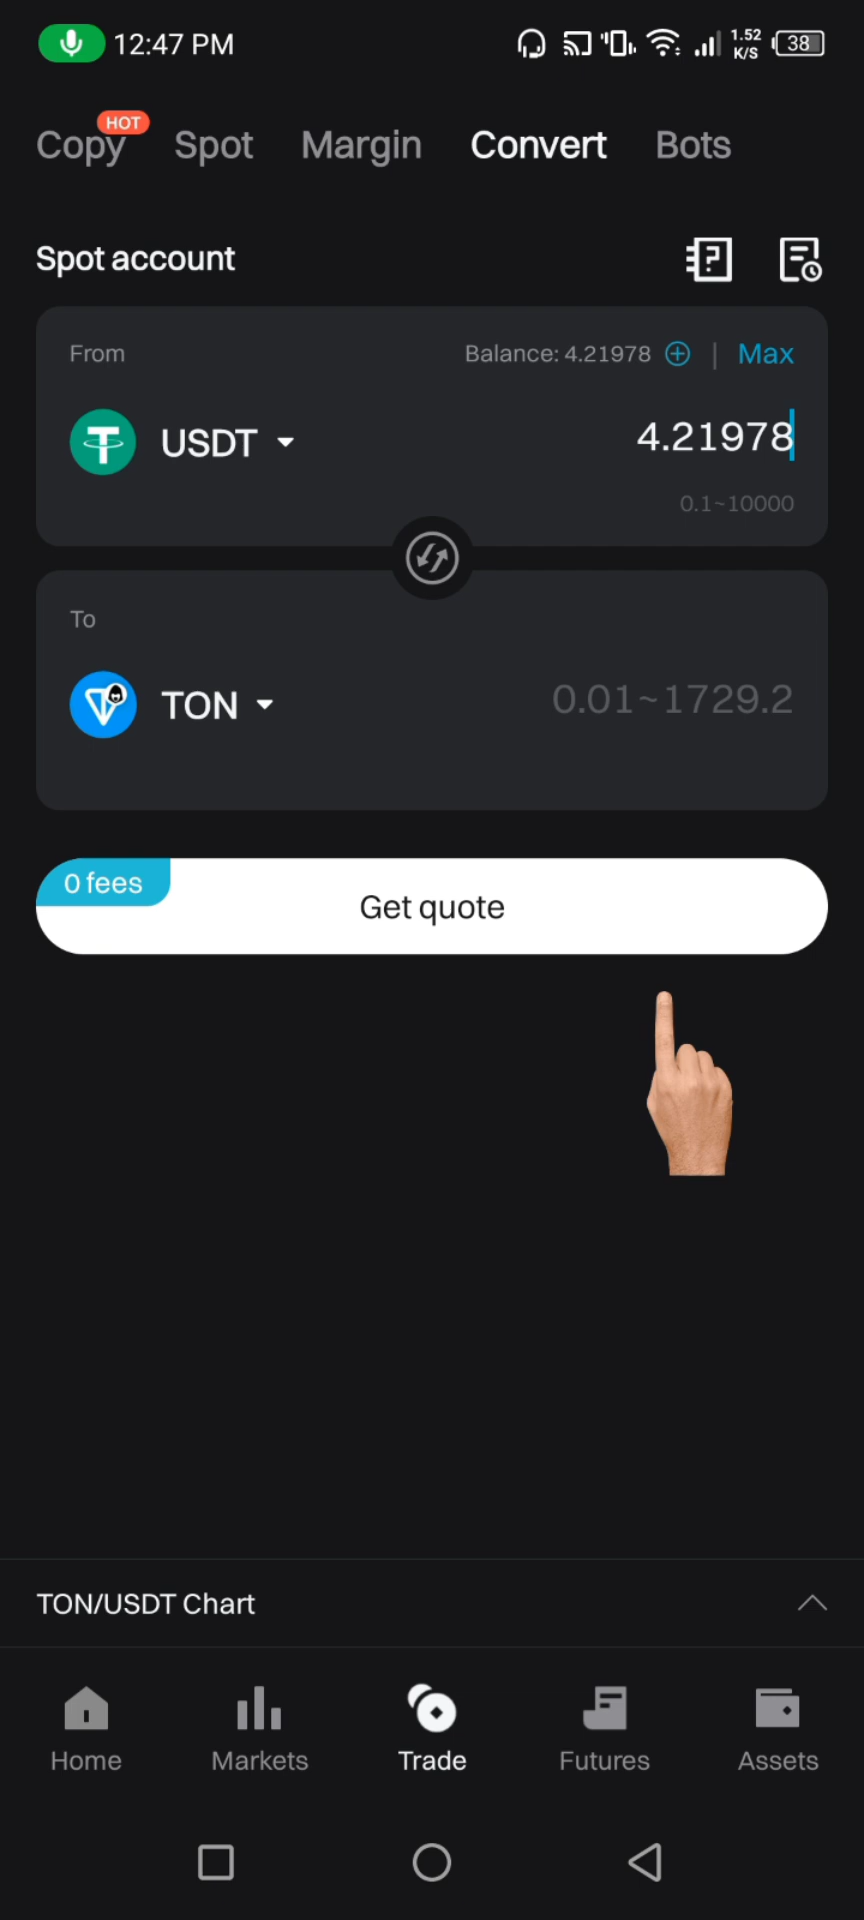 12:47 PM
1.52 K/S
38
HOT
Copy Spot Margin Convert Bots
Spot account
From Balance: 4.21978 | Max
USDT 4.21978
0.1~10000
To
TON 0.01~1729.2
0 fees
Get quote
TON/USDT Chart
Home Markets Trade Futures Assets